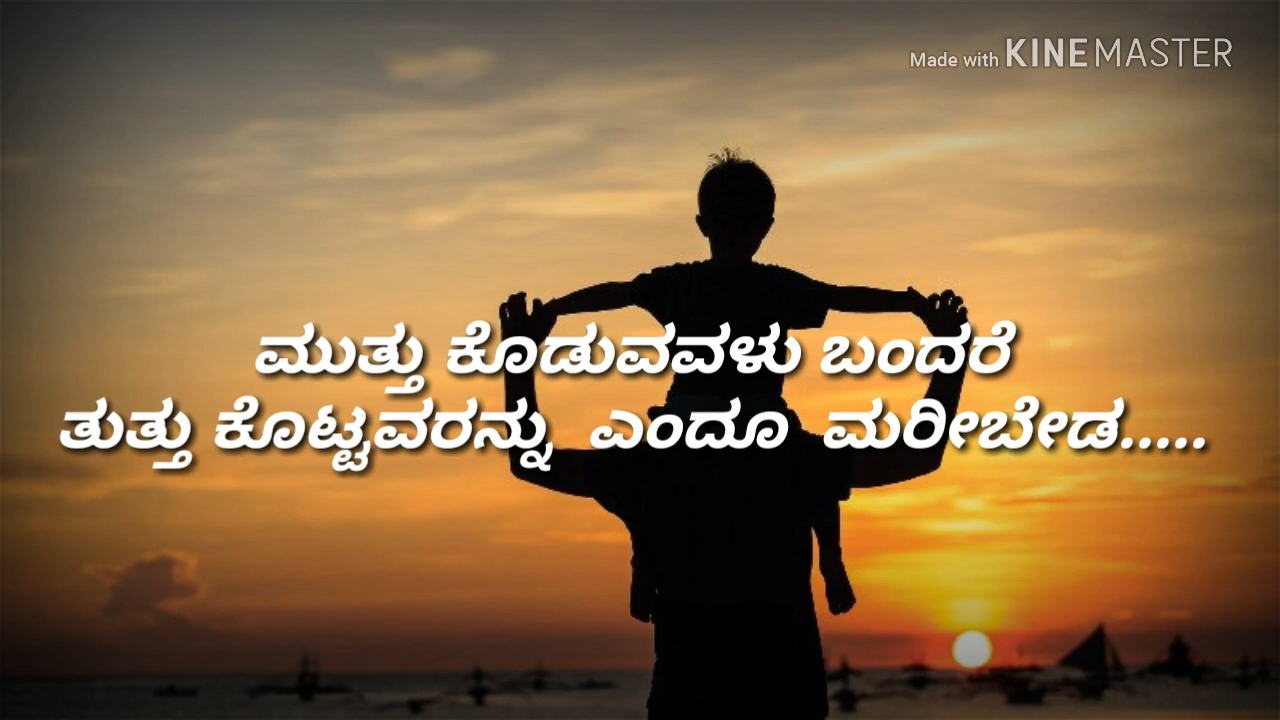 Made with KINEMASTER
ಮುತ್ತು ಕೊಡುವವಳು ಬಂದರೆ
ತುತ್ತು ಕೊಟ್ಟವರನ್ನು ಎಂದೂ ಮರೀಬೇಡ.....